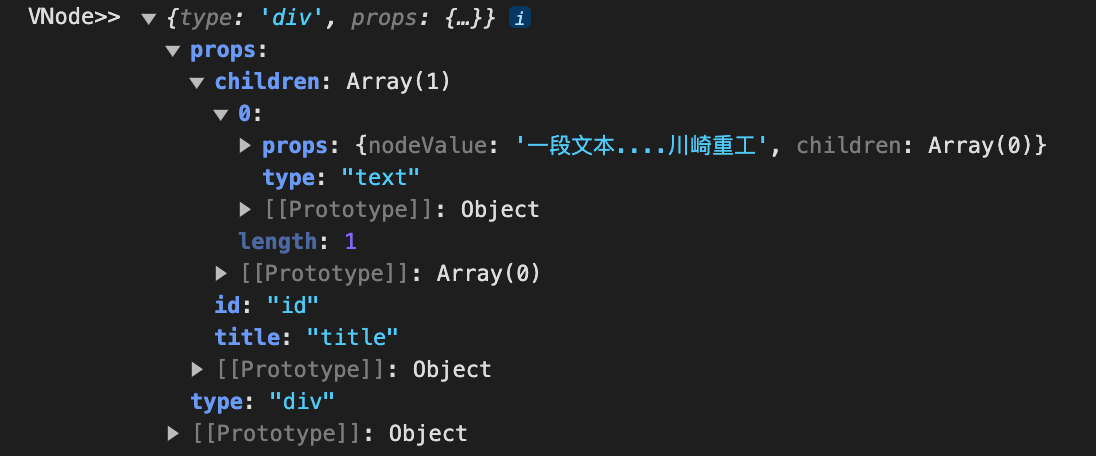 VNode>> ▼ {type: 'div', props: {…}} i
▼ props:
▼ children: Array(1)
▼ 0:
▶ props: {nodeValue: '一段文本....川崎重工', children: Array(0)}
type: "text"
▶ [[Prototype]]: Object
length: 1
▶ [[Prototype]]: Array(0)
id: "id"
title: "title"
▶ [[Prototype]]: Object
type: "div"
▶ [[Prototype]]: Object